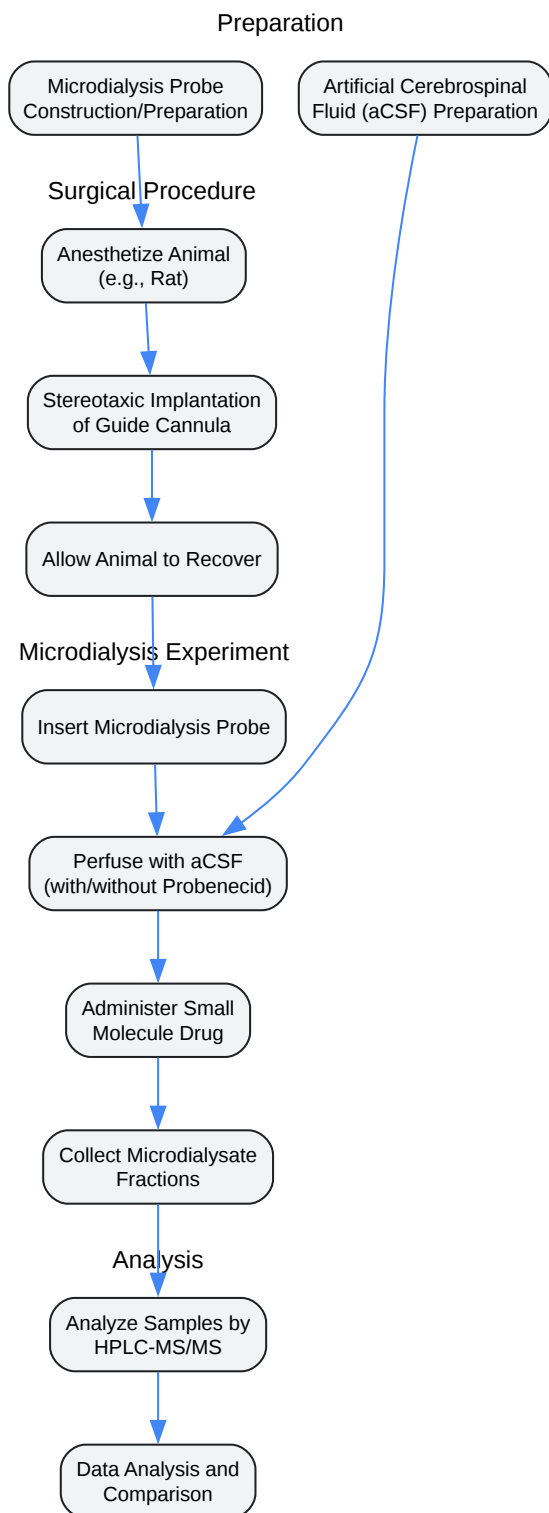 Preparation
Microdialysis Probe
Construction/Preparation
Artificial Cerebrospinal
Fluid (aCSF) Preparation
Surgical Procedure
Anesthetize Animal
(e.g., Rat)
Stereotaxic Implantation
of Guide Cannula
Allow Animal to Recover
Microdialysis Experiment
Insert Microdialysis Probe
Perfuse with aCSF
(with/without Probenecid)
Administer Small
Molecule Drug
Collect Microdialysate
Fractions
Analysis
Analyze Samples by
HPLC-MS/MS
Data Analysis and
Comparison